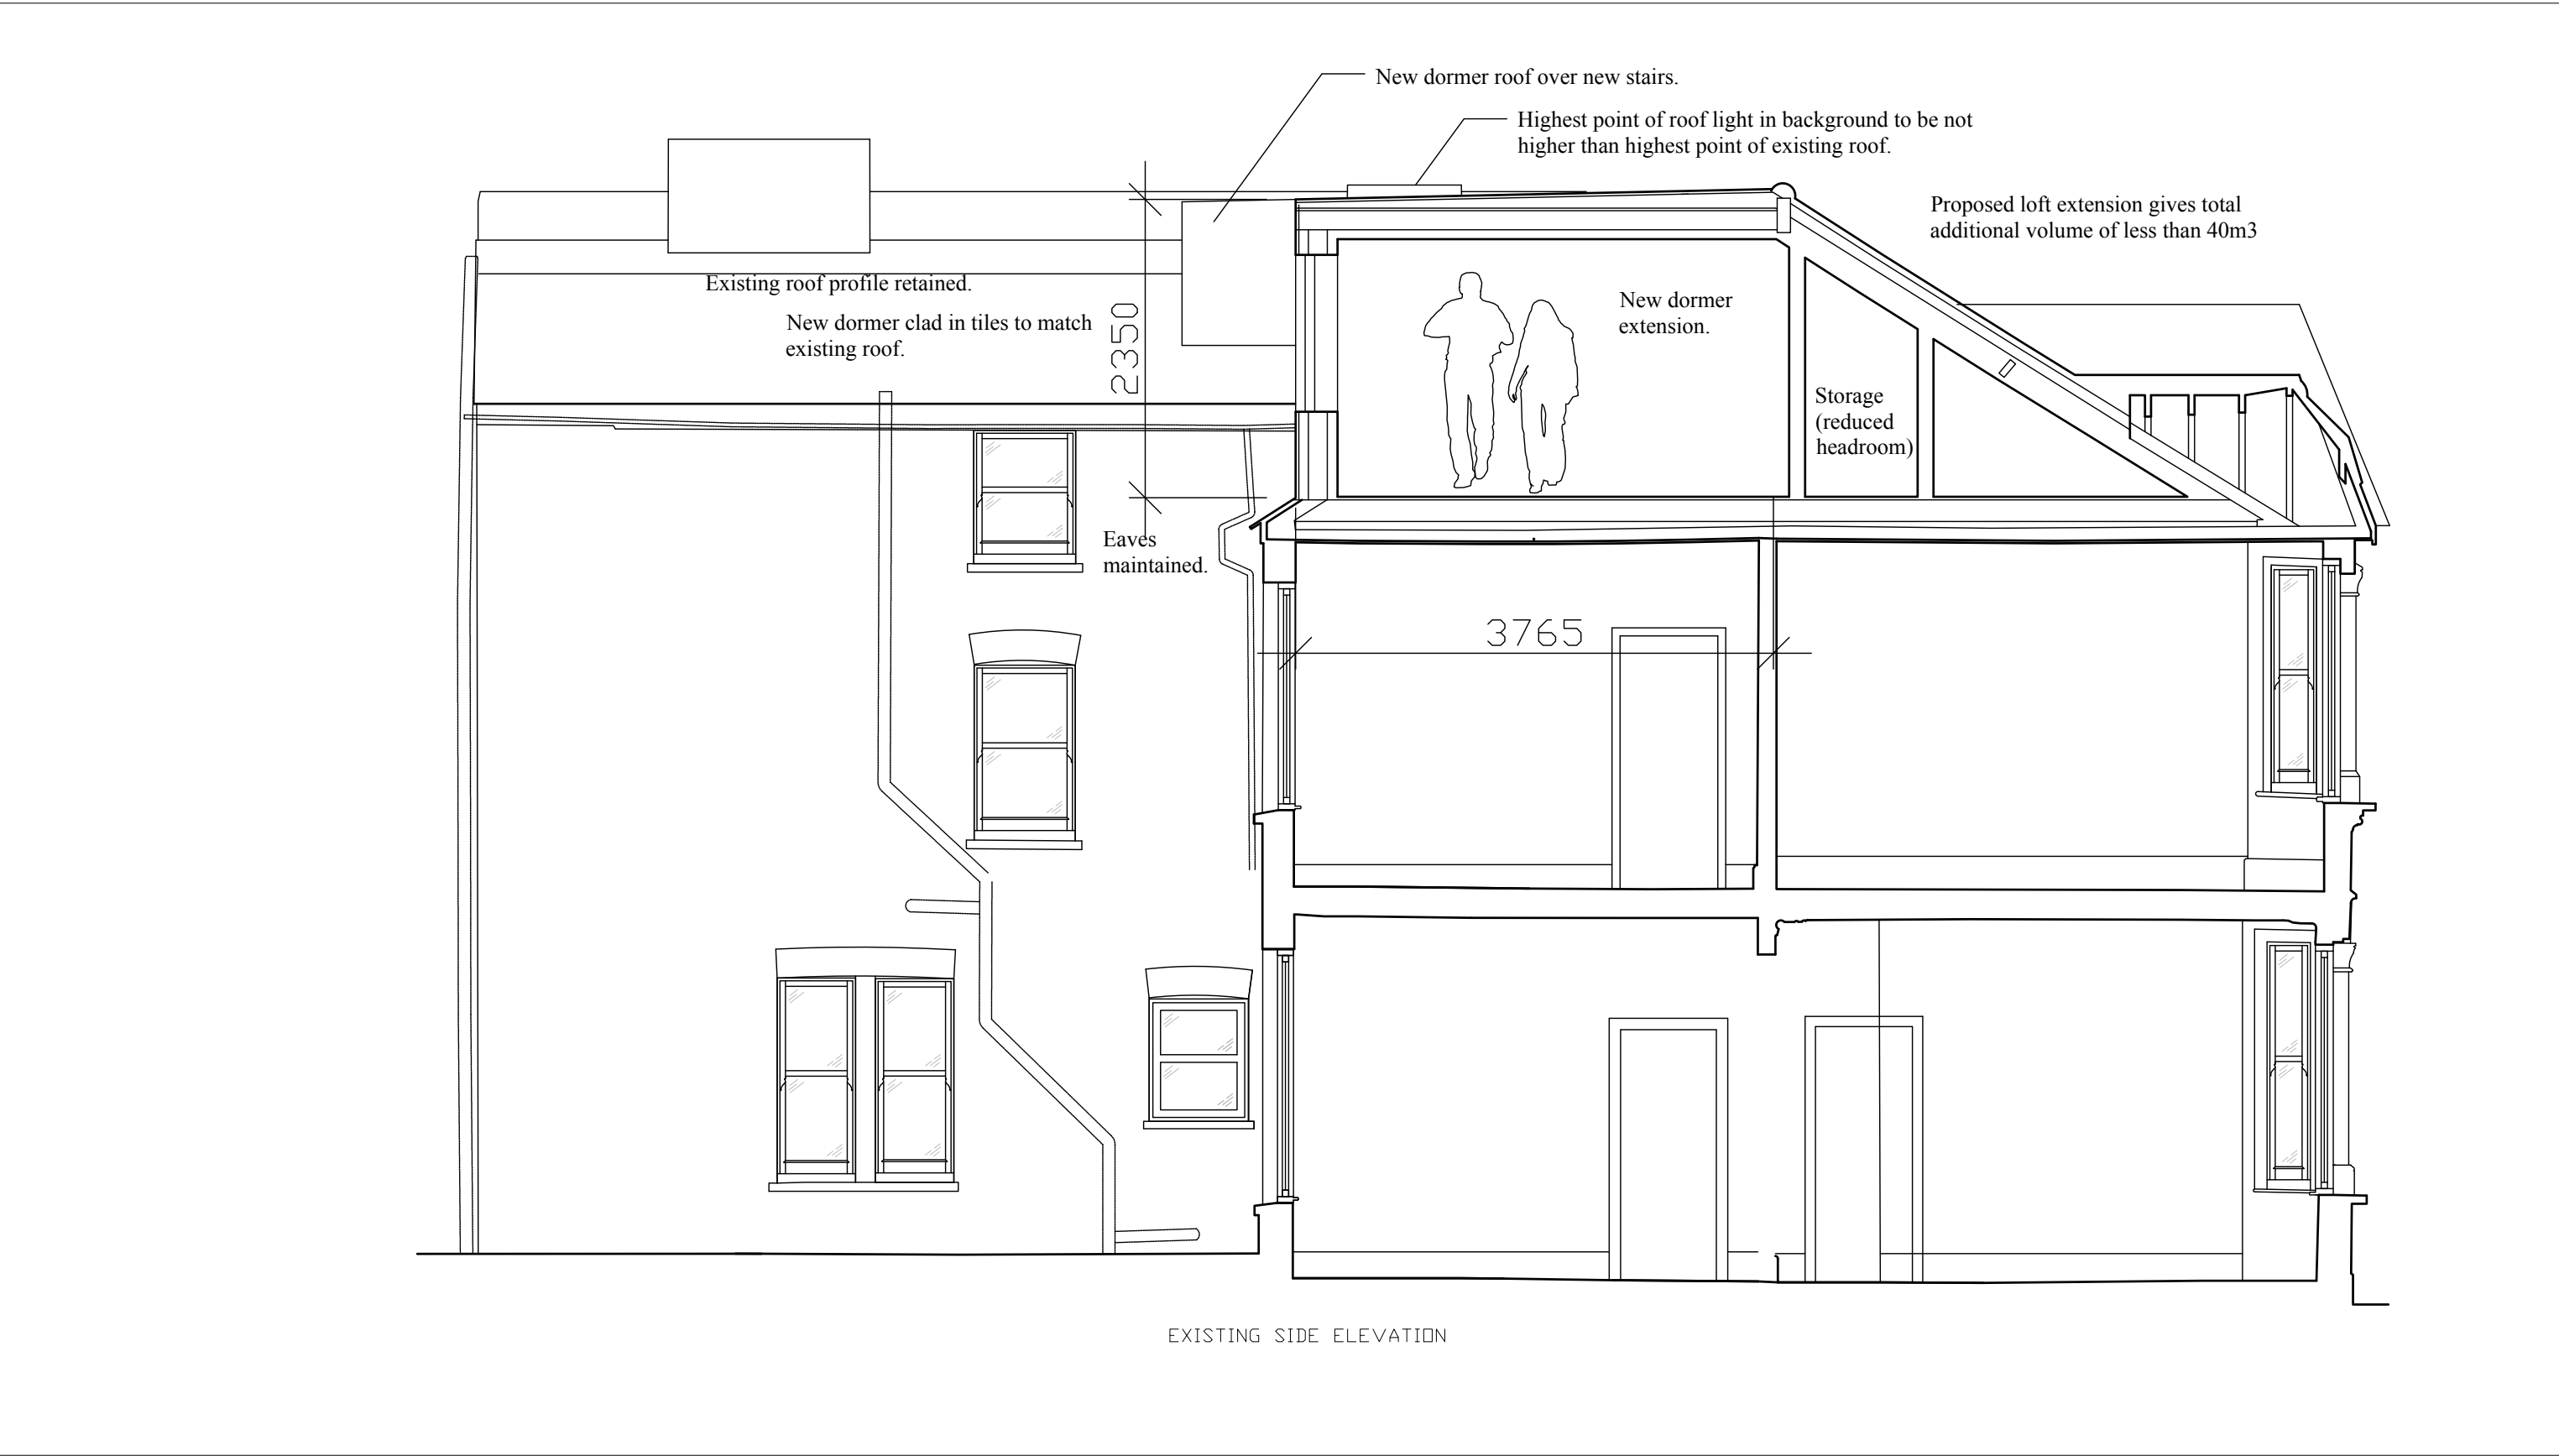 New dormer roof over new stairs.
Highest point of roof light in background to be not
higher than highest point of existing roof.
Proposed loft extension gives total
additional volume of less than 40m3
Existing roof profile retained.
New dormer clad in tiles to match
existing roof.
2350
New dormer
extension.
Storage
(reduced
headroom)
Eaves
maintained.
3765
EXISTING SIDE ELEVATION